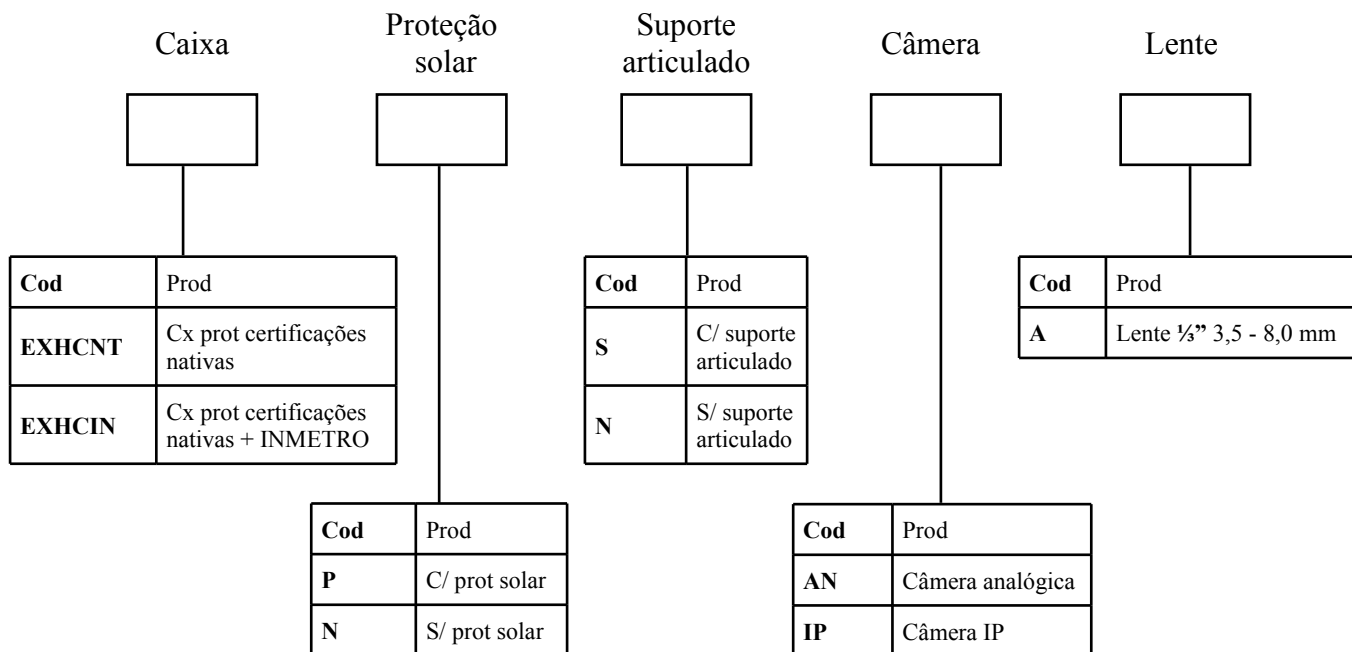 Caixa
Proteção
solar
Suporte
articulado
Câmera
Lente
Cod Prod
EXHCNT Cx prot certificações
nativas
EXHCIN Cx prot certificações
nativas + INMETRO
Cod Prod
P C/ prot solar
N S/ prot solar
Cod Prod
S C/ suporte
articulado
N S/ suporte
articulado
Cod Prod
AN Câmera analógica
IP Câmera IP
Cod Prod
A Lente ⅓” 3,5 - 8,0 mm